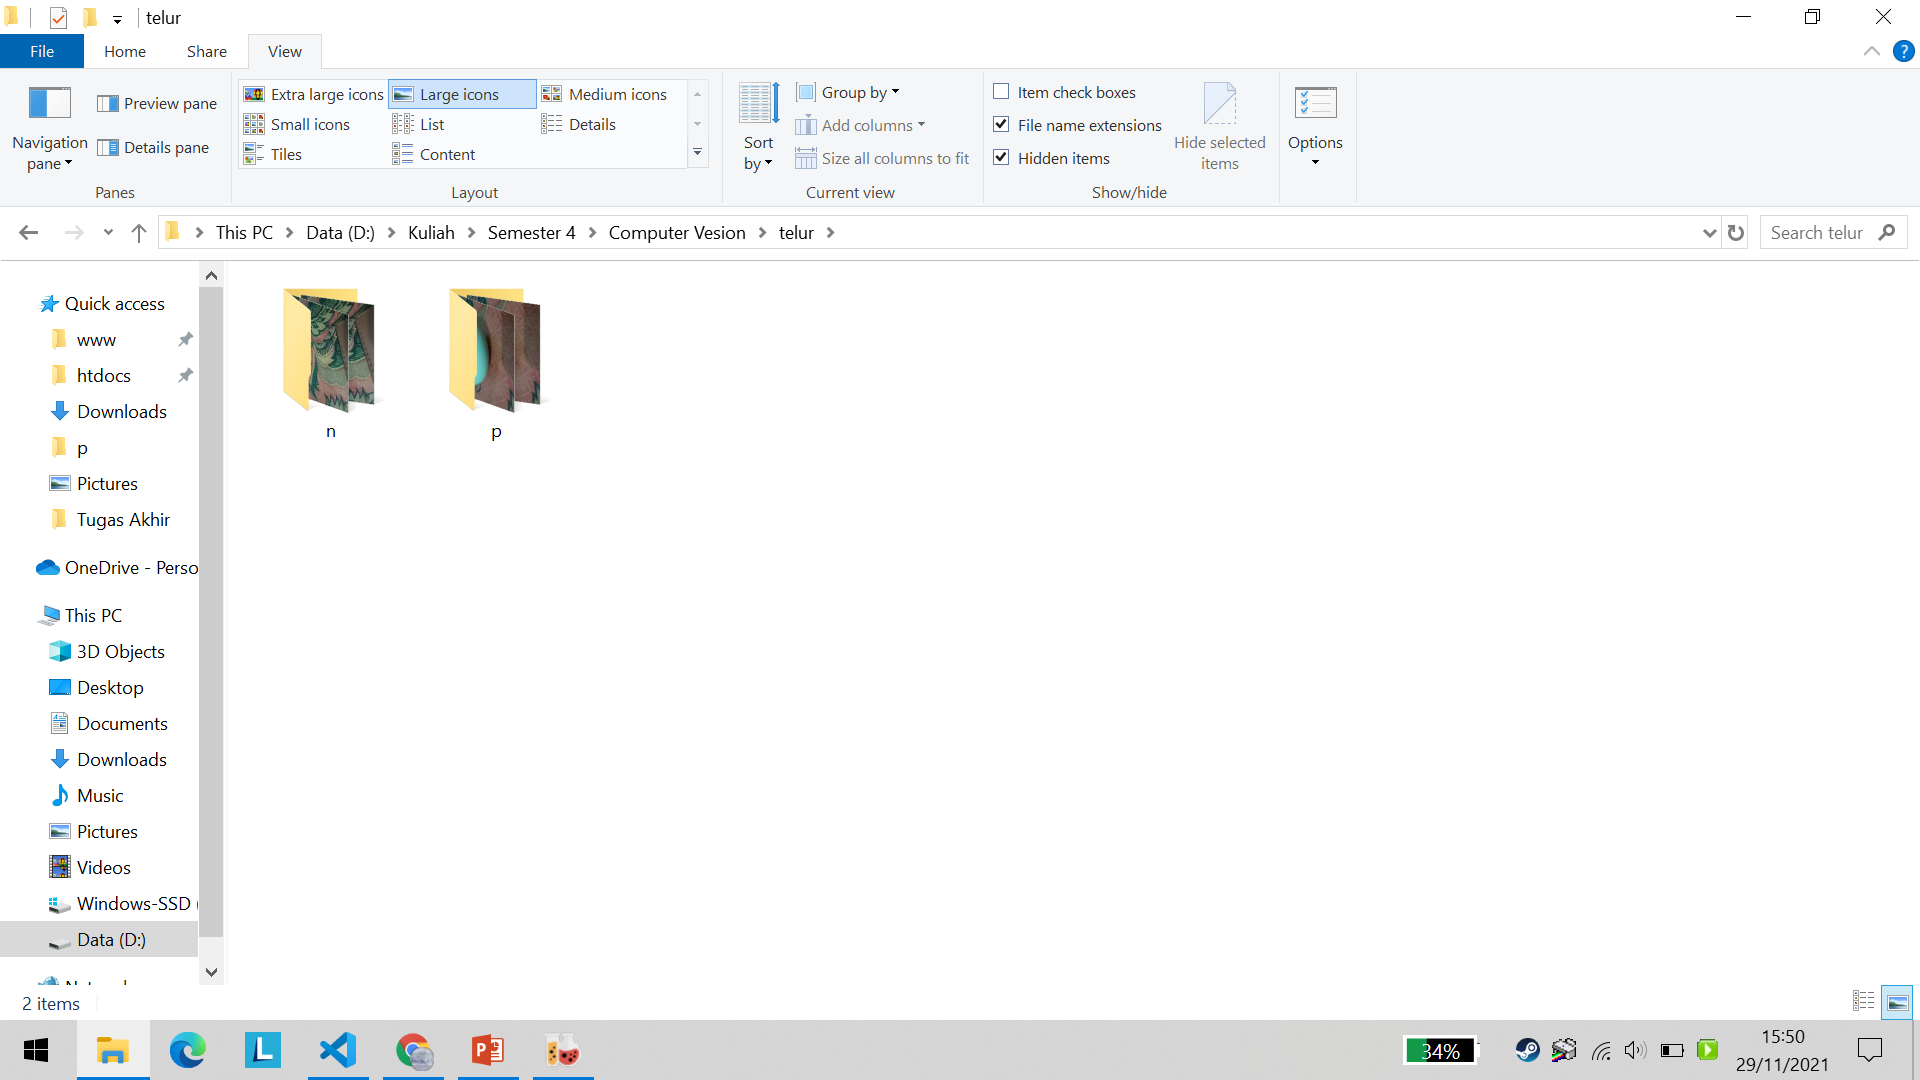 telur
File
Home
Share
View
Navigation pane
Preview pane
Details pane
Panes
Extra large icons
Large icons
Medium icons
Small icons
List
Details
Tiles
Content
Layout
Sort by
Group by
Add columns
Size all columns to fit
Current view
Item check boxes
File name extensions
Hidden items
Hide selected items
Show/hide
Options
This PC
Data (D:)
Kuliah
Semester 4
Computer Vesion
telur
Search telur
Quick access
www
htdocs
Downloads
p
Pictures
Tugas Akhir
OneDrive - Perso
This PC
3D Objects
Desktop
Documents
Downloads
Music
Pictures
Videos
Windows-SSD (
Data (D:)
n
p
2 items
34%
15:50
29/11/2021